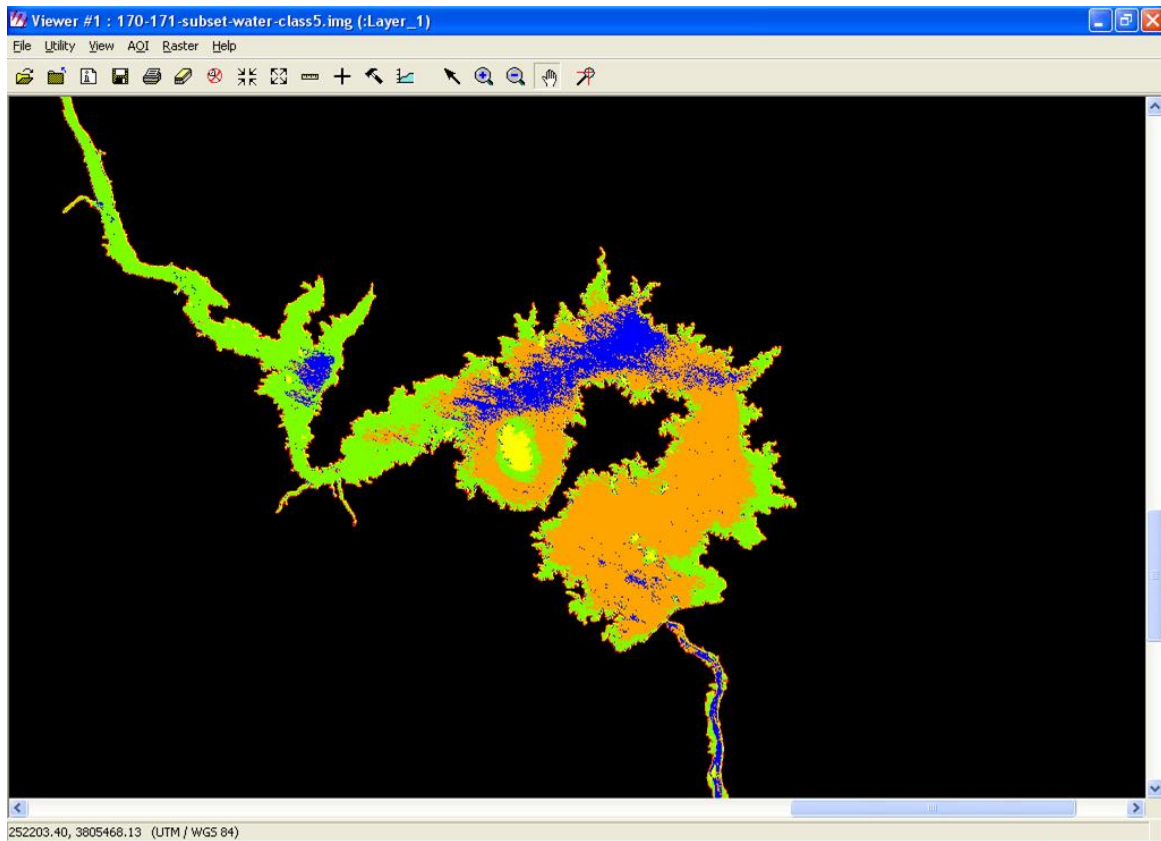 Viewer #1 : 170-171-subset-water-class5.img (:Layer_1)
File Utility View AOI Raster Help
252203.40, 3805468.13 (UTM / WGS 84)